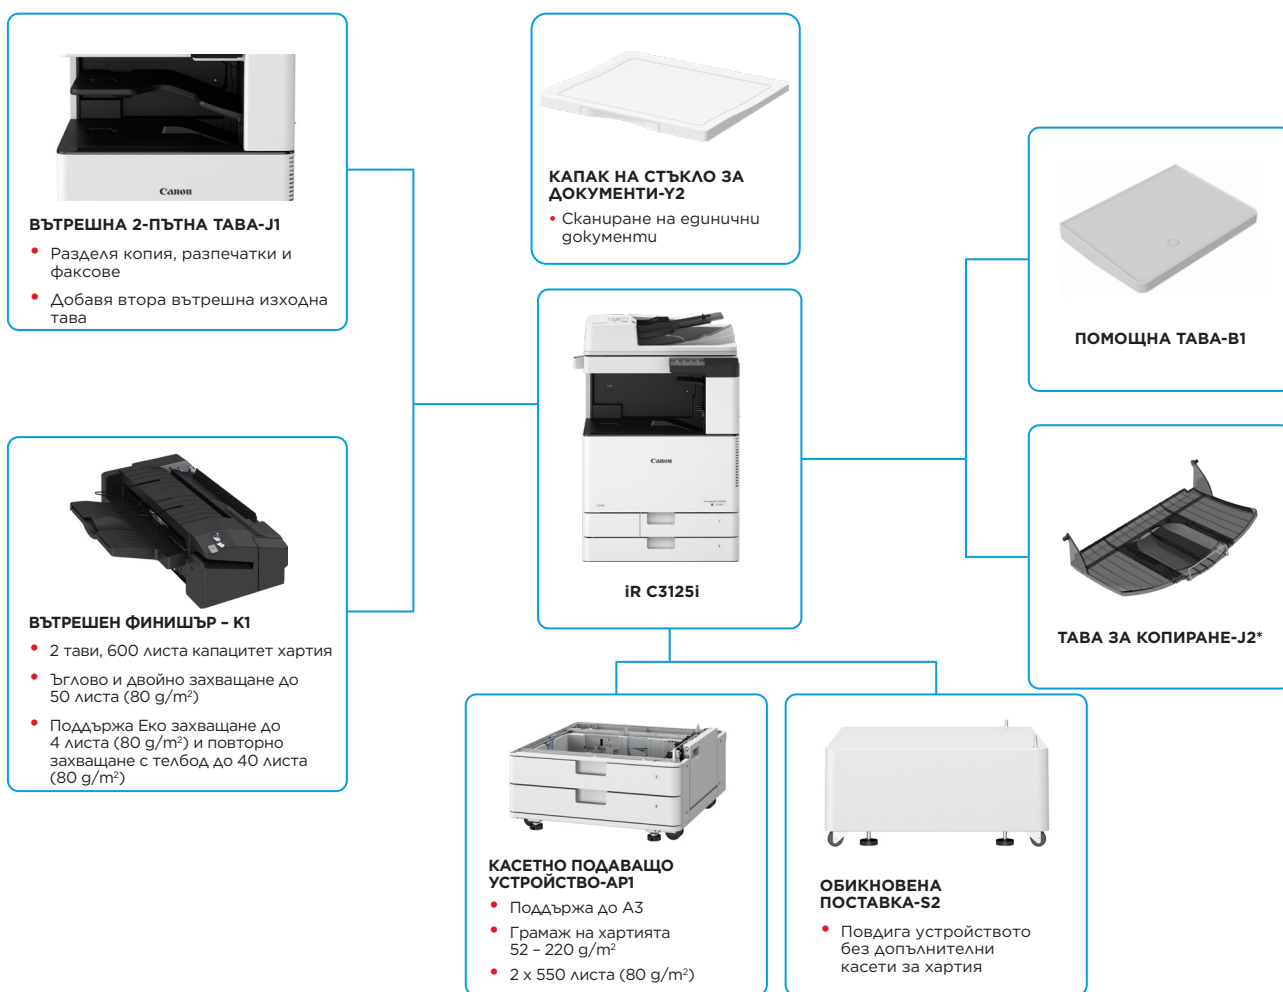 Canon
ВЪТРЕШНА 2-ПЪТНА ТАВА-J1
• Разделя копия, разпечатки и
факсове
• Добавя втора вътрешна изходна
тава
КАПАК НА СТЪКЛО ЗА
ДОКУМЕНТИ-Y2
• Сканиране на единични
документи
ПОМОЩНА ТАВА-B1
Canon
iR C3125i
ВЪТРЕШЕН ФИНИШЪР – K1
• 2 тави, 600 листа капацитет хартия
• Ъглово и двойно захващане до
50 листа (80 g/m²)
• Поддържа Еко захващане до
4 листа (80 g/m²) и повторно
захващане с телбод до 40 листа
(80 g/m²)
ТАВА ЗА КОПИРАНЕ-J2*
КАСЕТНО ПОДАВАЩО
УСТРОЙСТВО-AP1
• Поддържа до A3
• Грамаж на хартията
52 – 220 g/m²
• 2 x 550 листа (80 g/m²)
ОБИКНОВЕНА
ПОСТАВКА-S2
• Повдига устройството
без допълнителни
касети за хартия